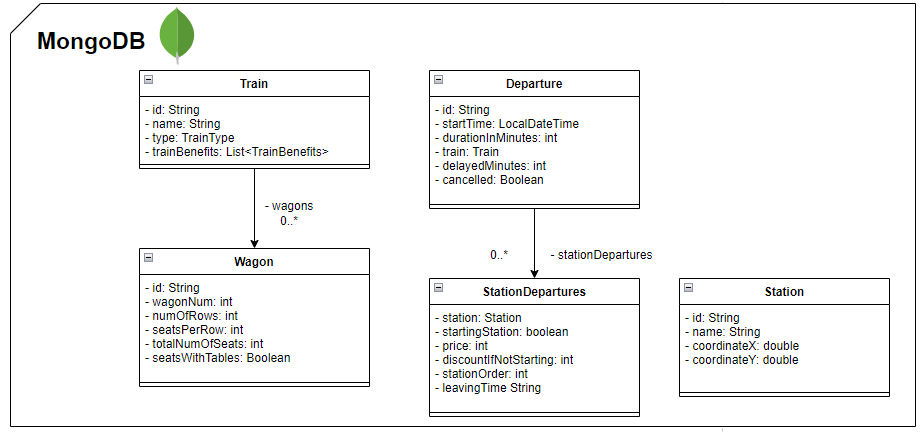 MongoDB
Train
- id: String
- name: String
- type: TrainType
- trainBenefits: List<TrainBenefits>
- wagons
0..*
Wagon
- id: String
- wagonNum: int
- numOfRows: int
- seatsPerRow: int
- totalNumOfSeats: int
- seatsWithTables: Boolean
Departure
- id: String
- startTime: LocalDateTime
- durationInMinutes: int
- train: Train
- delayedMinutes: int
- cancelled: Boolean
0..* - stationDepartures
StationDepartures
- station: Station
- startingStation: boolean
- price: int
- discountIfNotStarting: int
- stationOrder: int
- leavingTime String
Station
- id: String
- name: String
- coordinateX: double
- coordinateY: double